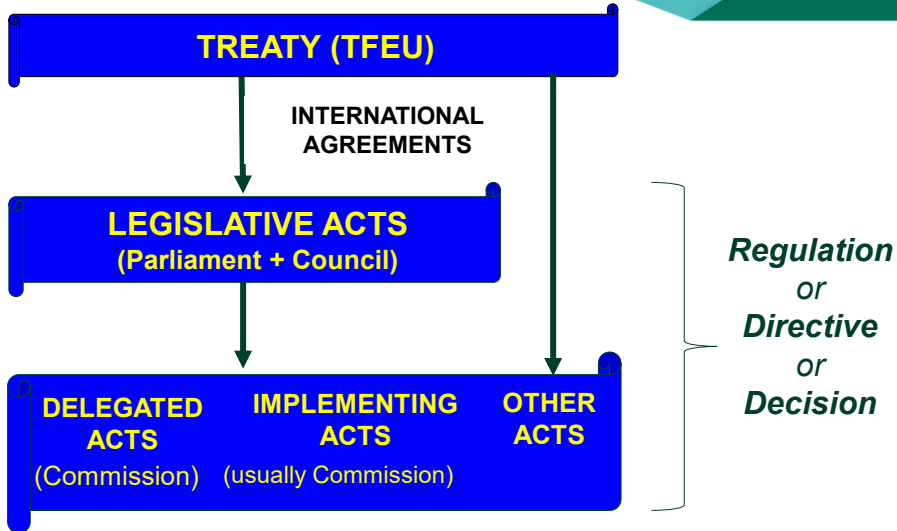 TREATY (TFEU)
INTERNATIONAL
AGREEMENTS
LEGISLATIVE ACTS
(Parliament + Council)
DELEGATED
ACTS
(Commission)
IMPLEMENTING
ACTS
(usually Commission)
OTHER
ACTS
Regulation
or
Directive
or
Decision